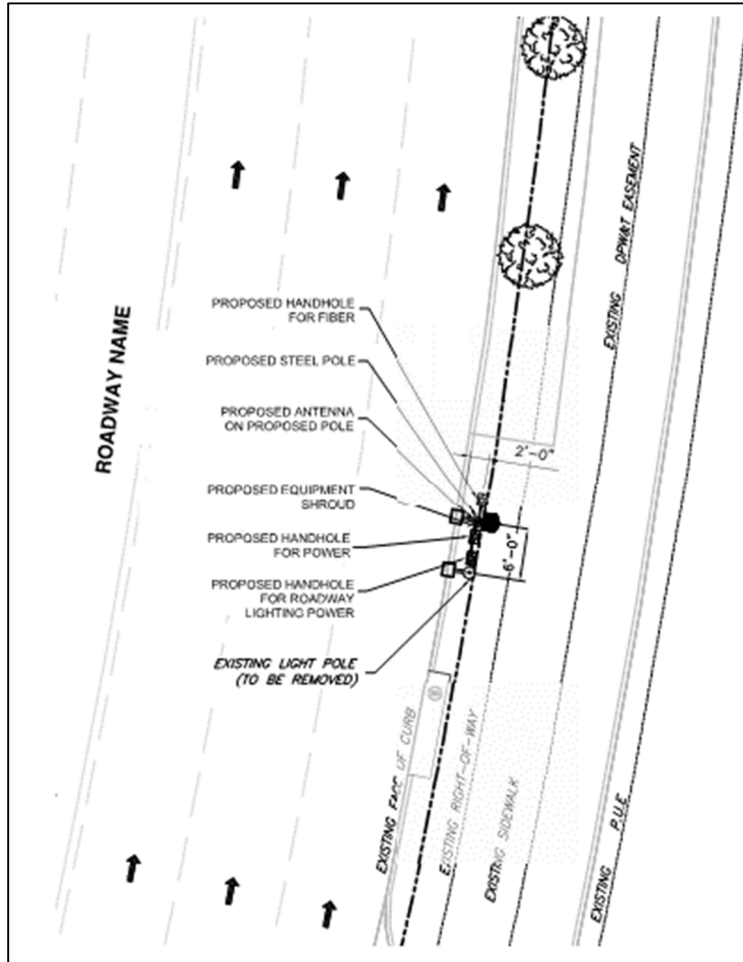 PROPOSED HANDHOLE
FOR FIBER
PROPOSED STEEL POLE
PROPOSED ANTENNA
ON PROPOSED POLE
PROPOSED EQUIPMENT
SHROUD
PROPOSED HANDHOLE
FOR POWER
PROPOSED HANDHOLE
FOR ROADWAY
LIGHTING POWER
EXISTING LIGHT POLE
(TO BE REMOVED)
ROADWAY NAME
2'-0"
6'-0"
EXISTING FACE OF CURB
EXISTING RIGHT-OF-WAY
EXISTING SIDEWALK
EXISTING DPW&T EASEMENT
EXISTING P.U.E